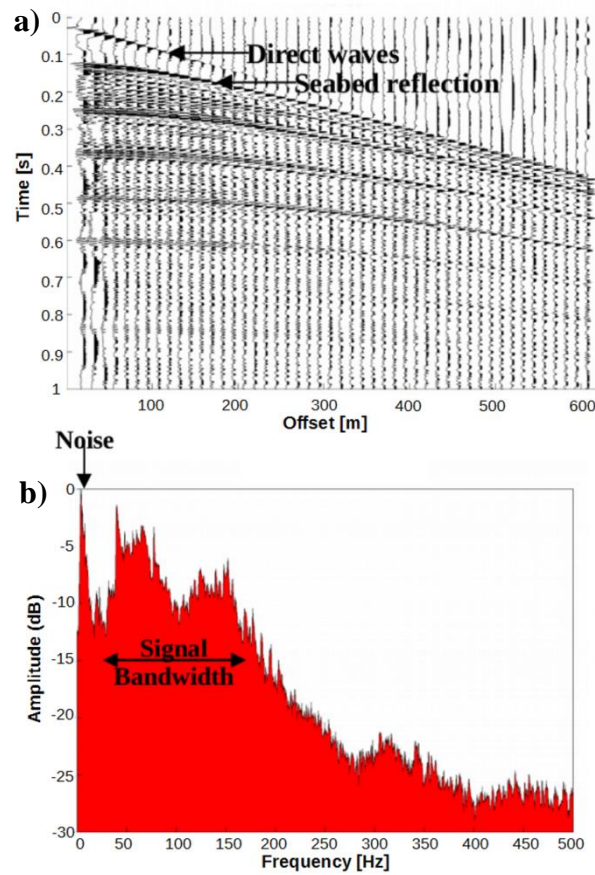 a)
0
0.1
0.2
0.3
0.4
0.5
0.6
0.7
0.8
0.9
1
Time [s]
Direct waves
Seabed reflection
100 200 300 400 500 600
Offset [m]
Noise
b)
0
-5
-10
-15
-20
-25
-30
Amplitude (dB)
Signal
Bandwidth
0 50 100 150 200 250 300 350 400 450 500
Frequency [Hz]